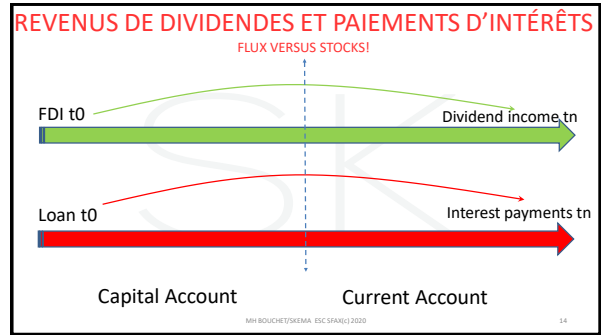 REVENUS DE DIVIDENDES ET PAIEMENTS D'INTÉRÊTS
FLUX VERSUS STOCKS!
FDI t0
Dividend income tn
SK
Loan t0
Interest payments tn
Capital Account
Current Account
MH BOUCHET/SKEMA ESC SFAX(c) 2020
14